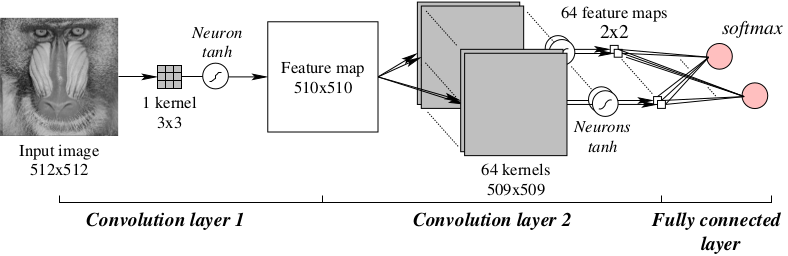 Neuron
tanh
64 feature maps
2x2
softmax
Feature map
510x510
1 kernel
3x3
Neurons
tanh
Input image
512x512
64 kernels
509x509
Convolution layer 1
Convolution layer 2
Fully connected
layer